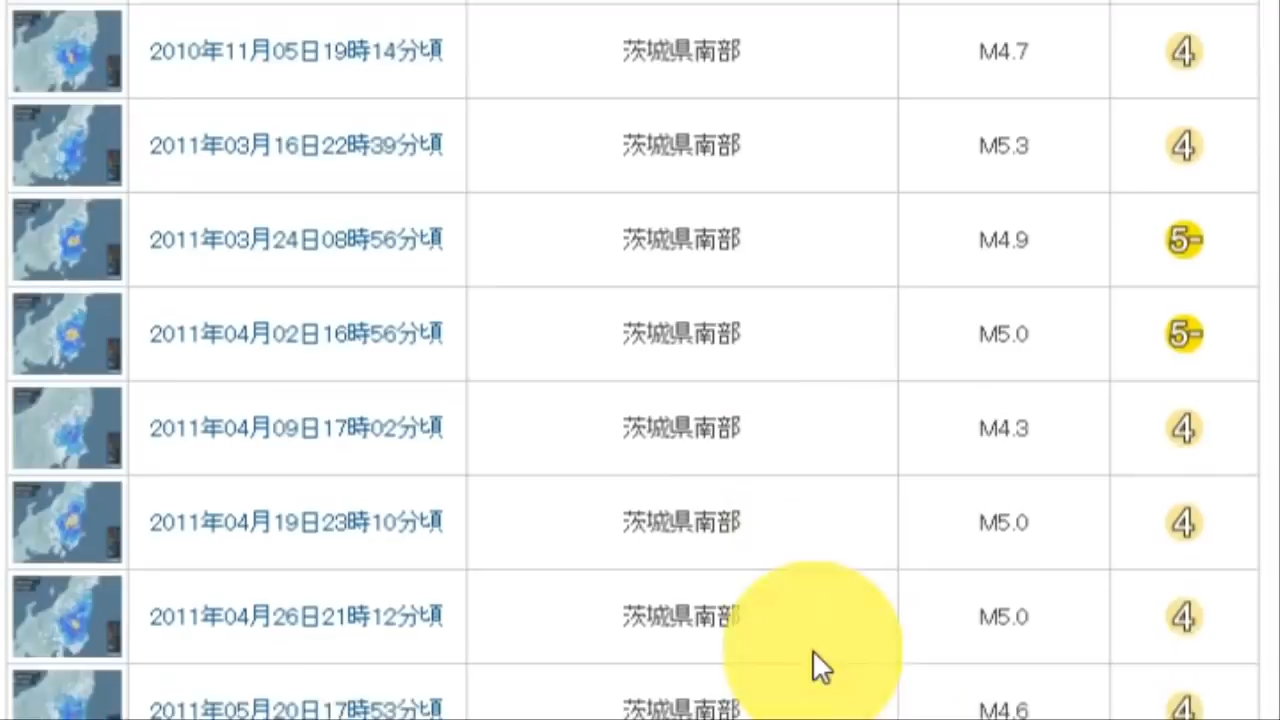 2010年11月05日19時14分頃 茨城県南部 M4.7 4
2011年03月16日22時39分頃 茨城県南部 M5.3 4
2011年03月24日08時56分頃 茨城県南部 M4.9 5-
2011年04月02日16時56分頃 茨城県南部 M5.0 5-
2011年04月09日17時02分頃 茨城県南部 M4.3 4
2011年04月19日23時10分頃 茨城県南部 M5.0 4
2011年04月26日21時12分頃 茨城県南部 M5.0 4
2011年05月20日17時53分頃 茨城県南部 M4.6 4